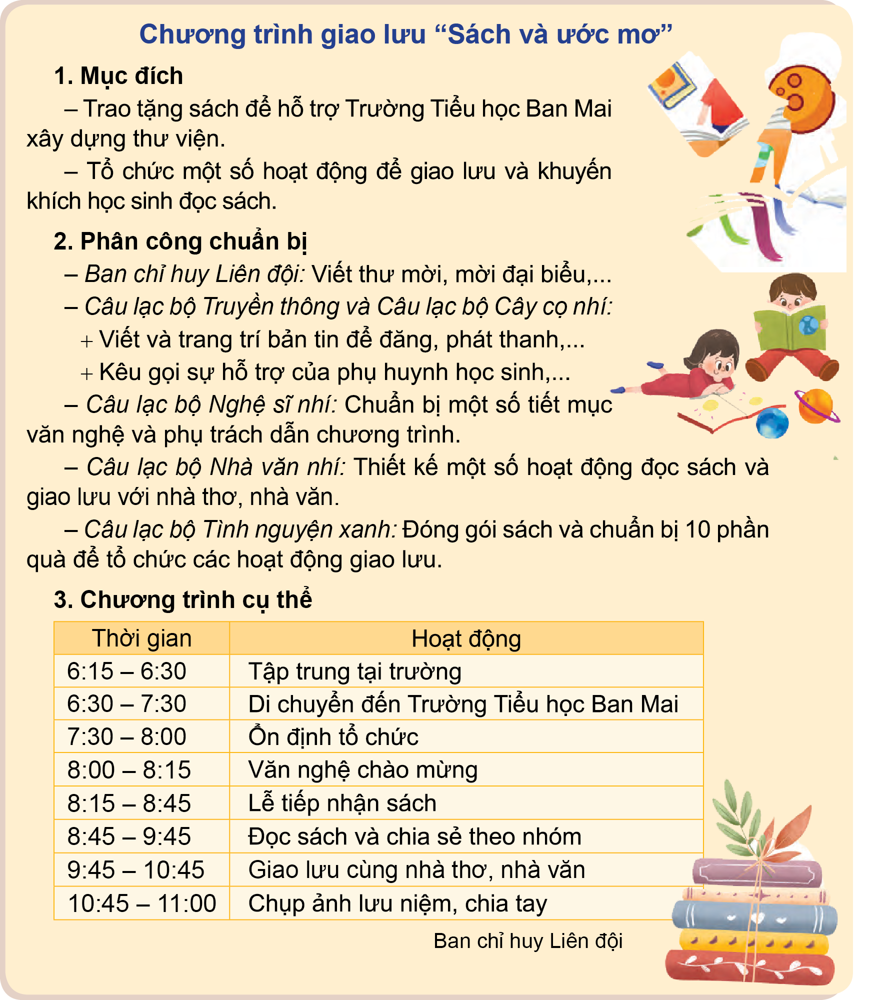 Chương trình giao lưu “Sách và ước mơ”
1. Mục đích
– Trao tặng sách để hỗ trợ Trường Tiểu học Ban Mai
xây dựng thư viện.
– Tổ chức một số hoạt động để giao lưu và khuyến
khích học sinh đọc sách.
2. Phân công chuẩn bị
– Ban chỉ huy Liên đội: Viết thư mời, mời đại biểu,...
– Câu lạc bộ Truyền thông và Câu lạc bộ Cây cọ nhí:
+ Viết và trang trí bản tin để đăng, phát thanh,...
+ Kêu gọi sự hỗ trợ của phụ huynh học sinh,...
– Câu lạc bộ Nghệ sĩ nhí: Chuẩn bị một số tiết mục
văn nghệ và phụ trách dẫn chương trình.
– Câu lạc bộ Nhà văn nhí: Thiết kế một số hoạt động đọc sách và
giao lưu với nhà thơ, nhà văn.
– Câu lạc bộ Tình nguyện xanh: Đóng gói sách và chuẩn bị 10 phần
quà để tổ chức các hoạt động giao lưu.
3. Chương trình cụ thể
Thời gian Hoạt động
6:15 – 6:30 Tập trung tại trường
6:30 – 7:30 Di chuyển đến Trường Tiểu học Ban Mai
7:30 – 8:00 Ổn định tổ chức
8:00 – 8:15 Văn nghệ chào mừng
8:15 – 8:45 Lễ tiếp nhận sách
8:45 – 9:45 Đọc sách và chia sẻ theo nhóm
9:45 – 10:45 Giao lưu cùng nhà thơ, nhà văn
10:45 – 11:00 Chụp ảnh lưu niệm, chia tay
Ban chỉ huy Liên đội